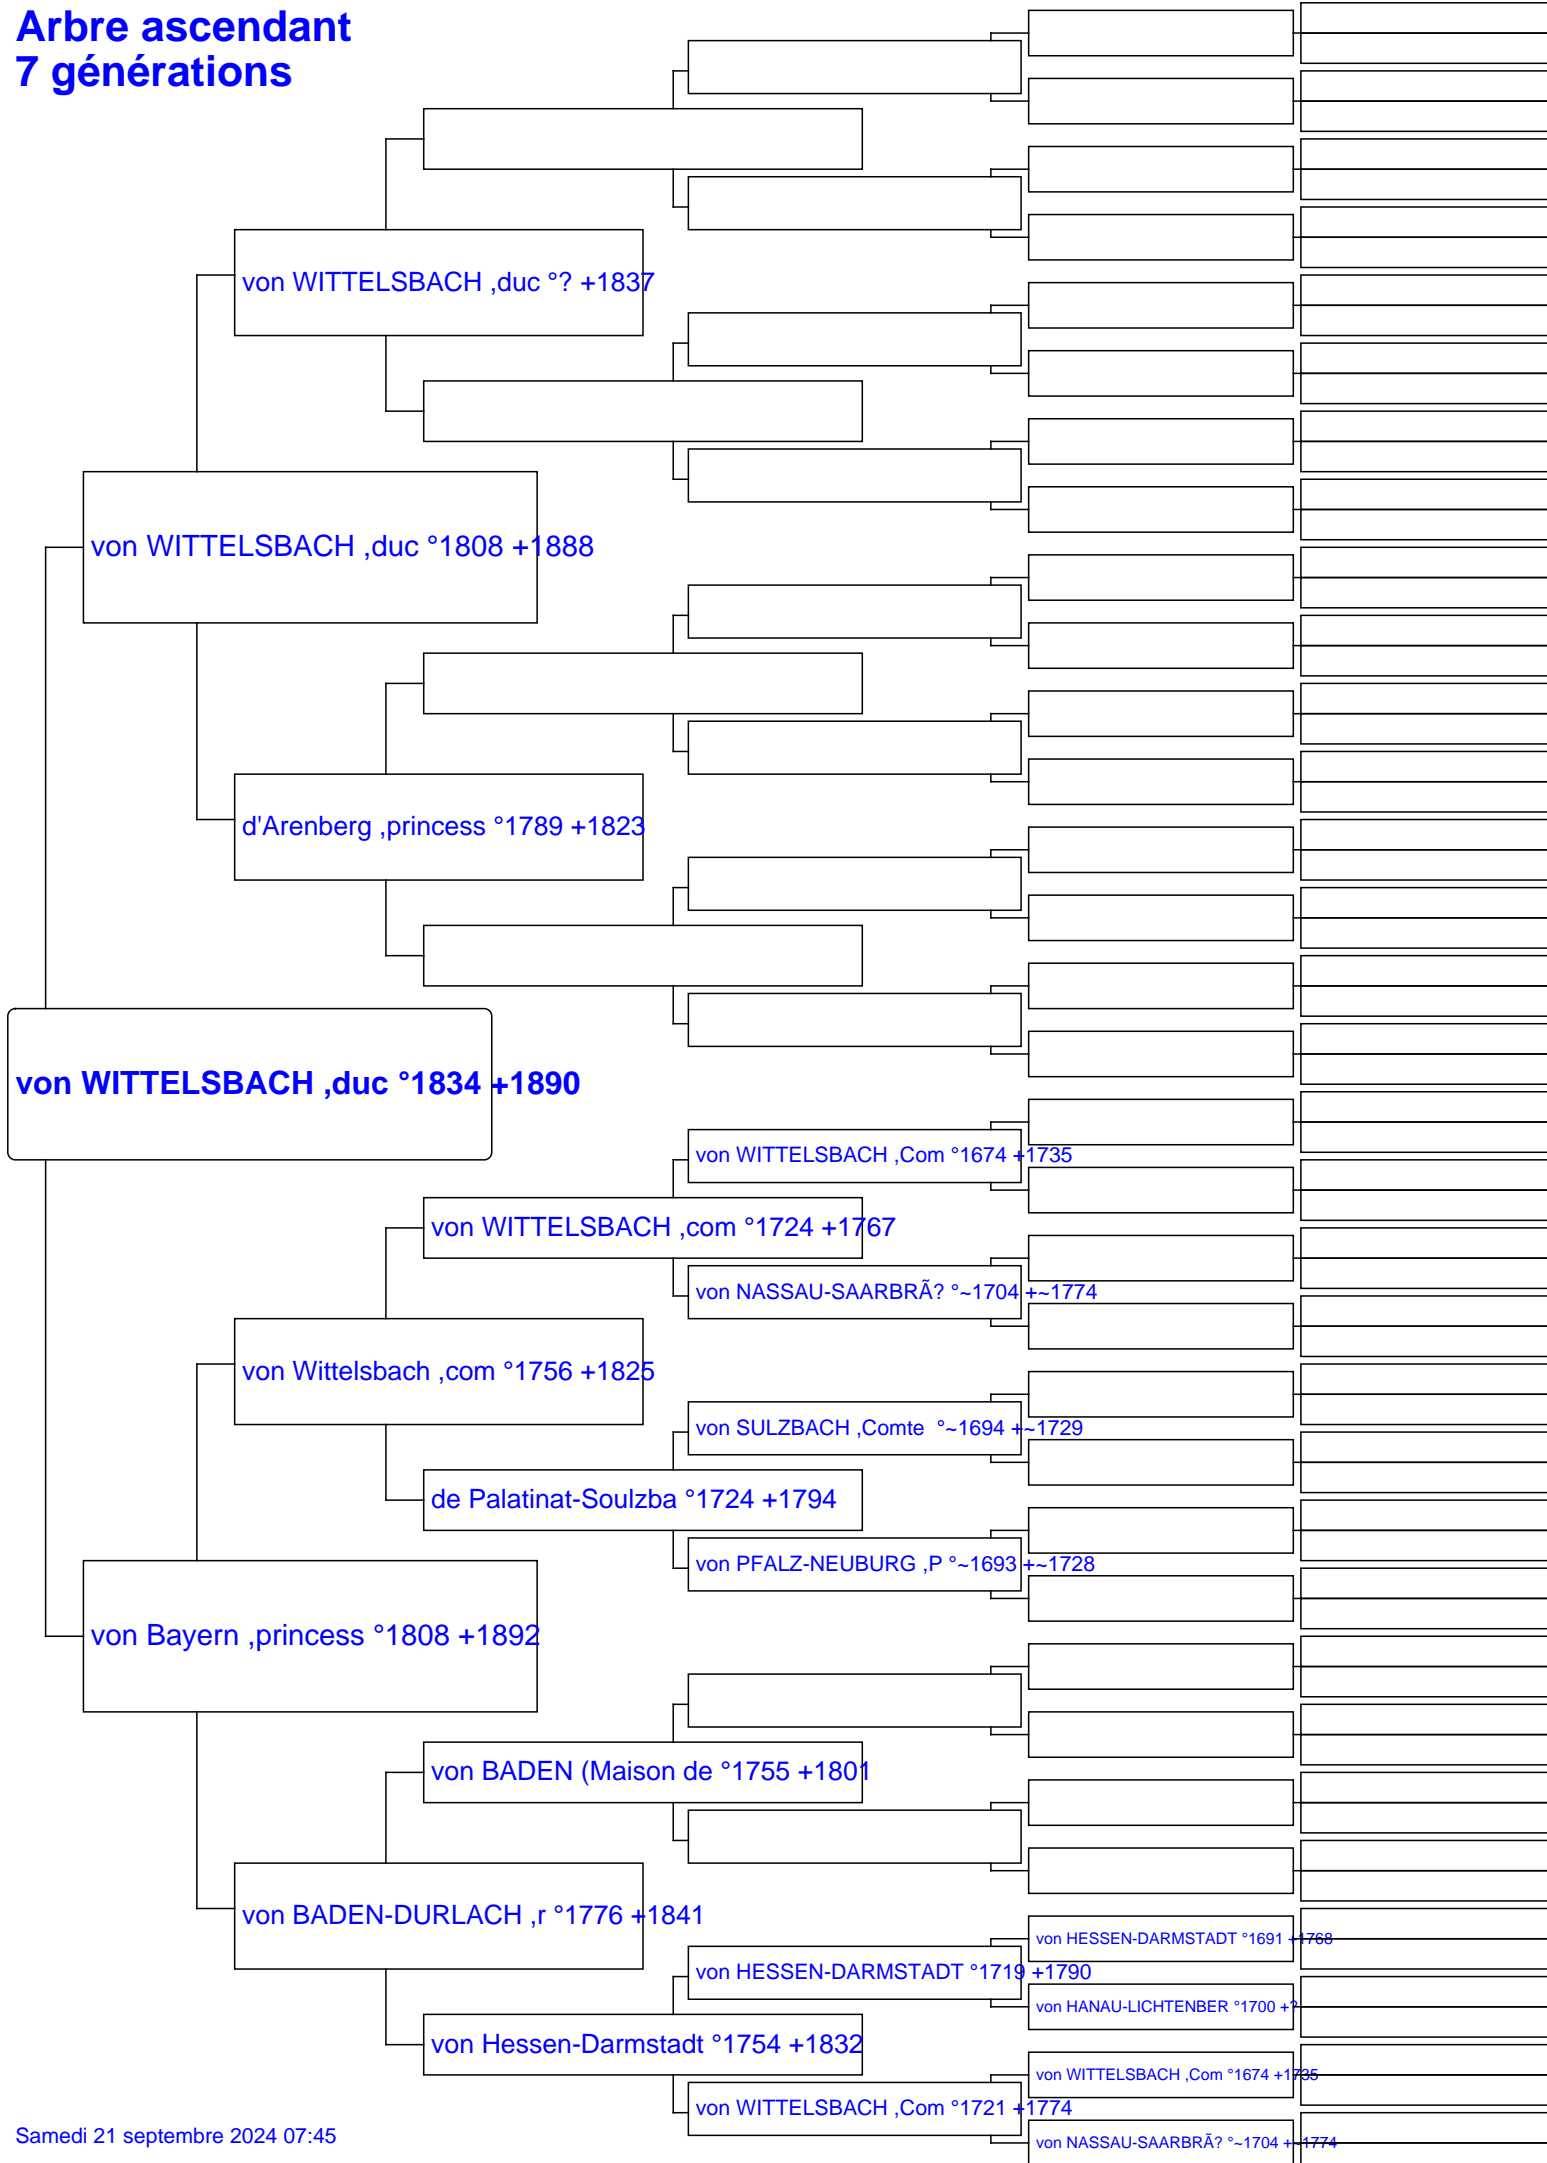 Arbre ascendant
7 générations
von WITTELSBACH ,duc °? +1837
von WITTELSBACH ,duc °1808 +1888
d'Arenberg ,princess °1789 +1823
von WITTELSBACH ,duc °1834 +1890
von WITTELSBACH ,Com °1674 +1735
von WITTELSBACH ,com °1724 +1767
von NASSAU-SAARBRÃ? °~1704 +~1774
von Wittelsbach ,com °1756 +1825
von SULZBACH ,Comte  °~1694 +~1729
de Palatinat-Soulzba °1724 +1794
von PFALZ-NEUBURG ,P °~1693 +~1728
von Bayern ,princess °1808 +1892
von BADEN (Maison de °1755 +1801
von BADEN-DURLACH ,r °1776 +1841
von HESSEN-DARMSTADT °1691 +1768
von HESSEN-DARMSTADT °1719 +1790
von HANAU-LICHTENBER °1700 +?
von Hessen-Darmstadt °1754 +1832
von WITTELSBACH ,Com °1674 +1735
von WITTELSBACH ,Com °1721 +1774
von NASSAU-SAARBRÃ? °~1704 +~1774
Samedi 21 septembre 2024 07:45